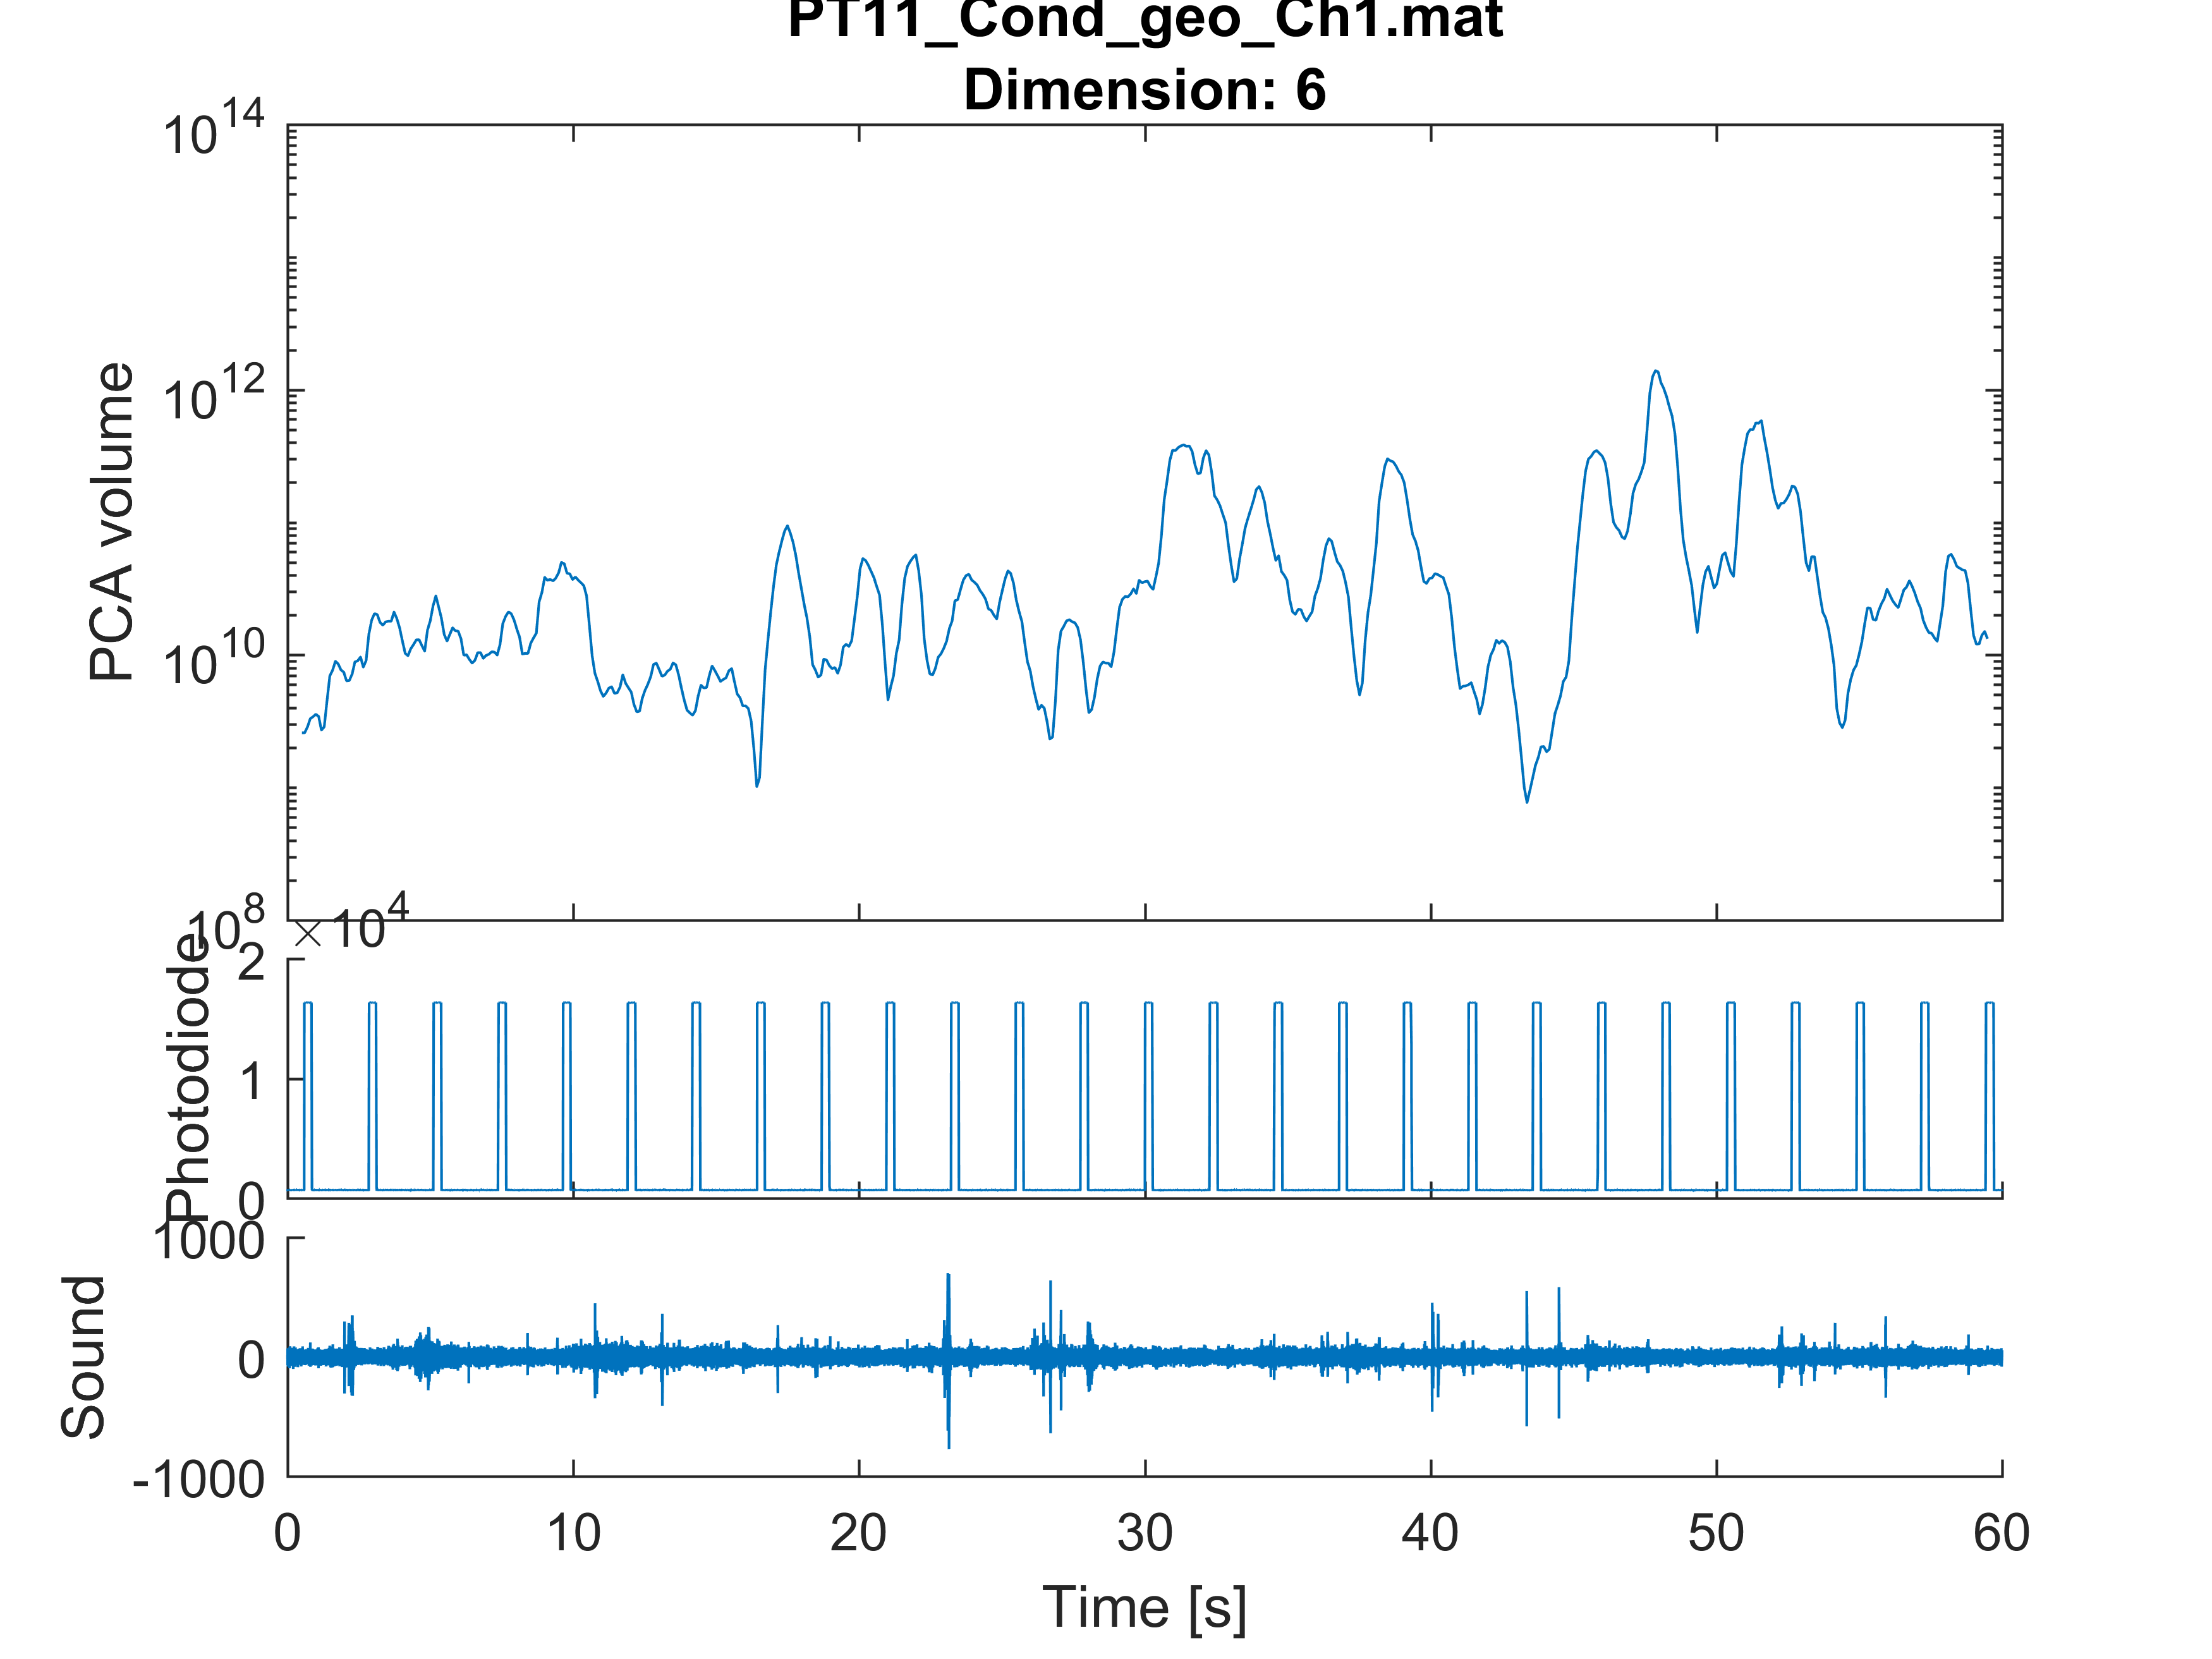 PT11_Cond_geo_Ch1.mat
Dimension: 6
10^14
10^12
10^10
10^8
PCA volume
× 10^4
2
1
0
Photodiode
1000
0
-1000
Sound
0 10 20 30 40 50 60
Time [s]